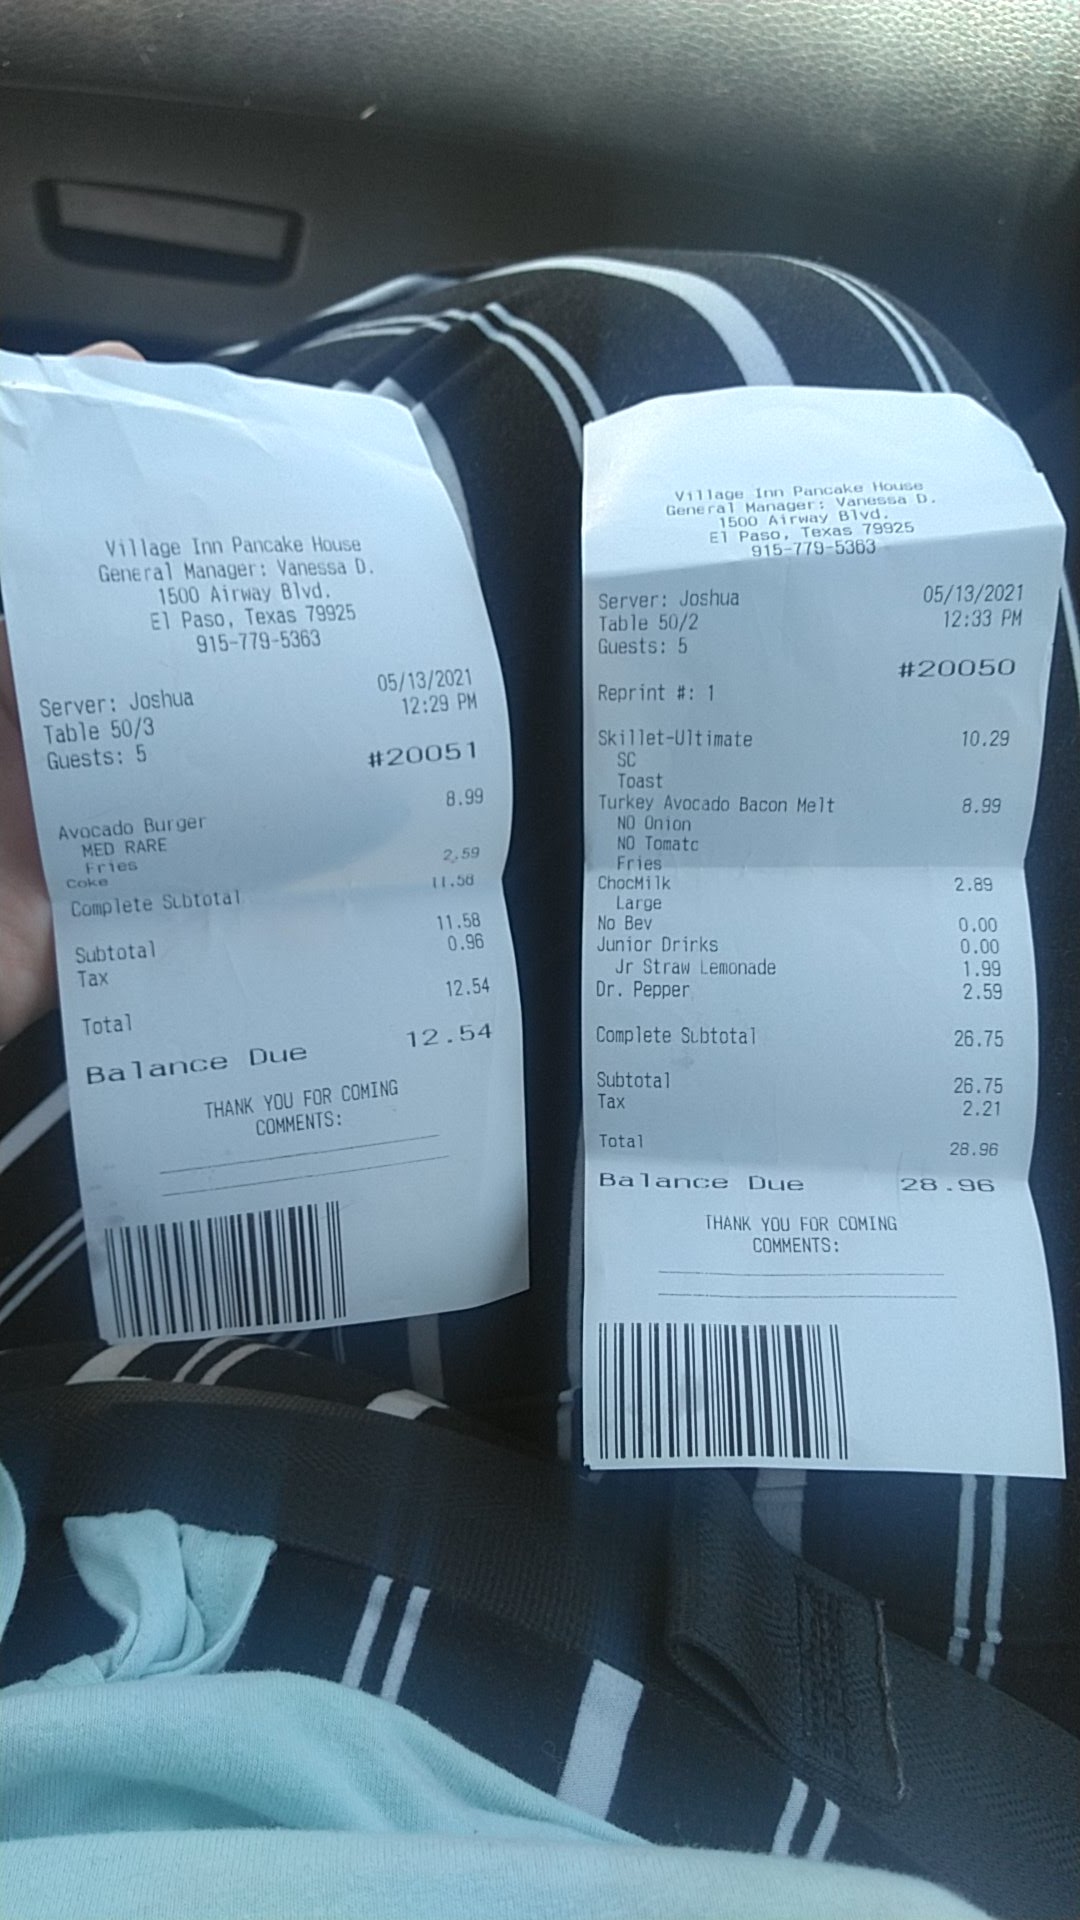 Village Inn Pancake House
General Manager: Vanessa D.
1500 Airway Blvd.
El Paso, Texas 79925
915-779-5363
Server: Joshua 05/13/2021
Table 50/3 12:29 PM
Guests: 5 #20051
Avocado Burger 8.99
MED RARE
Fries
Coke 2.59
Complete Subtotal 11.58
Subtotal 11.58
Tax 0.96
Total 12.54
Balance Due 12.54
THANK YOU FOR COMING
COMMENTS:
Village Inn Pancake House
General Manager: Vanessa D.
1500 Airway Blvd.
El Paso, Texas 79925
915-779-5363
Server: Joshua 05/13/2021
Table 50/2 12:33 PM
Guests: 5
#20050
Reprint #: 1
Skillet-Ultimate 10.29
SC
Toast
Turkey Avocado Bacon Melt 8.99
NO Onion
NO Tomato
Fries
ChocMilk 2.89
Large
No Bev 0.00
Junior Drinks 0.00
Jr Straw Lemonade 1.99
Dr. Pepper 2.59
Complete Subtotal 26.75
Subtotal 26.75
Tax 2.21
Total 28.96
Balance Due 28.96
THANK YOU FOR COMING
COMMENTS: